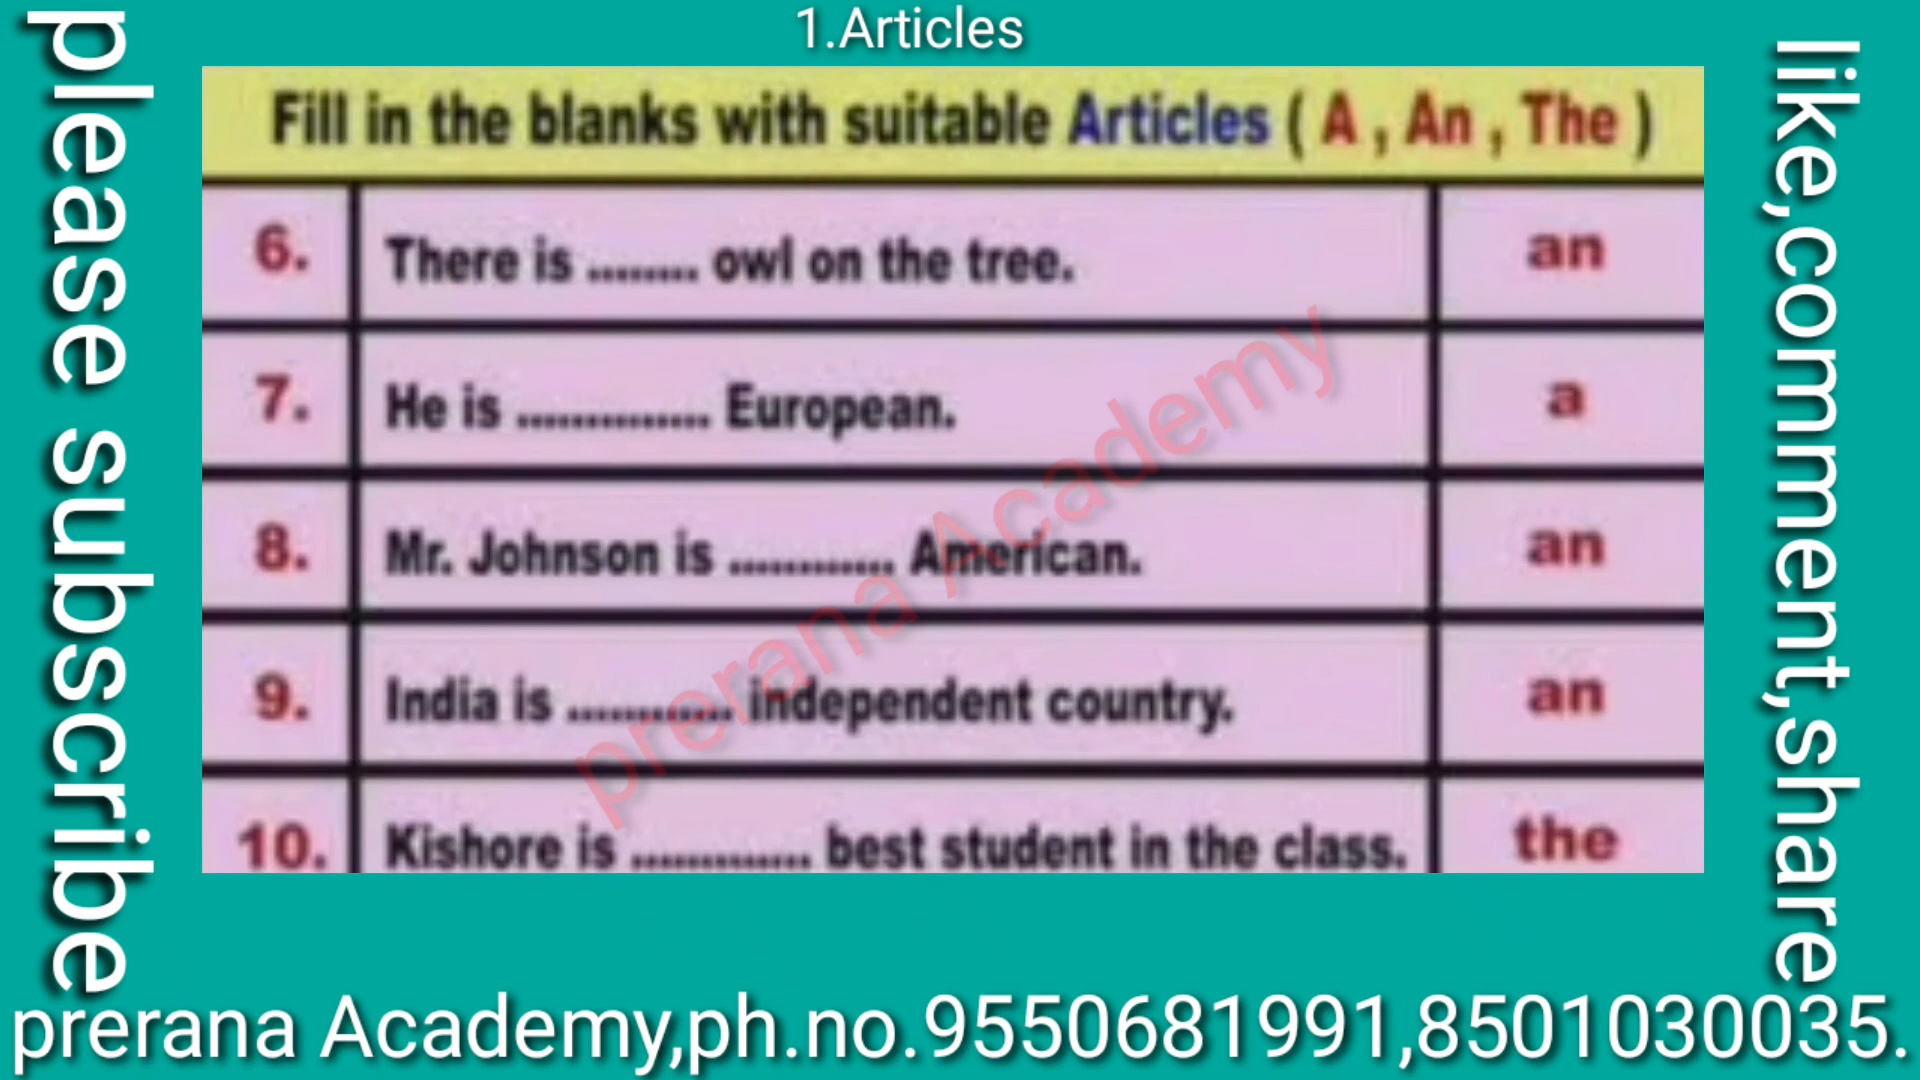 1.Articles
please subscribe
like,comment,share
Fill in the blanks with suitable Articles ( A , An , The )
6. There is ........ owl on the tree. an
7. He is .............. European. a
8. Mr. Johnson is ............ American. an
9. India is ............ independent country. an
10. Kishore is ............. best student in the class. the
prerana Academy
prerana Academy,ph.no.9550681991,8501030035.